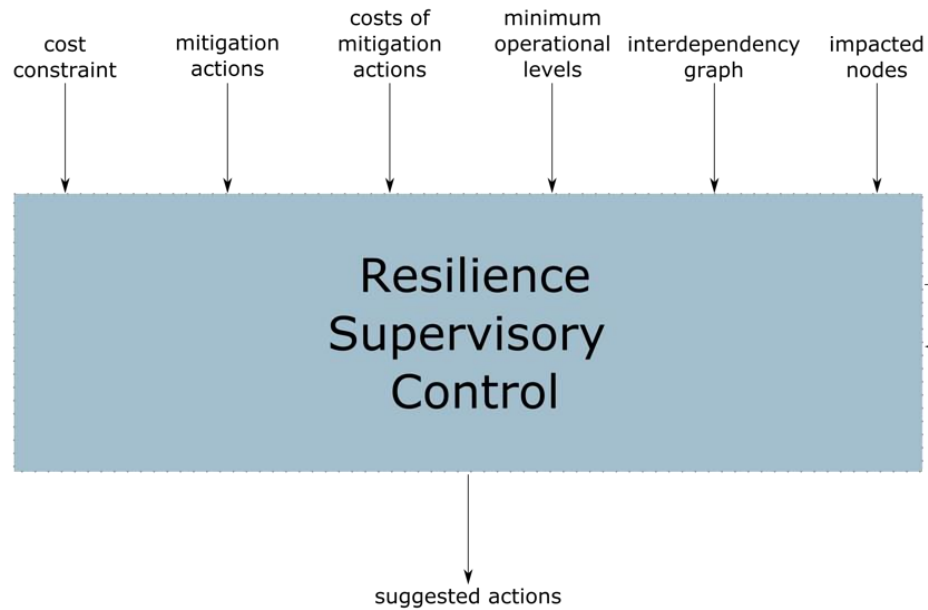 cost
constraint
mitigation
actions
costs of
mitigation
actions
minimum
operational
levels
interdependency
graph
impacted
nodes
Resilience
Supervisory
Control
suggested actions